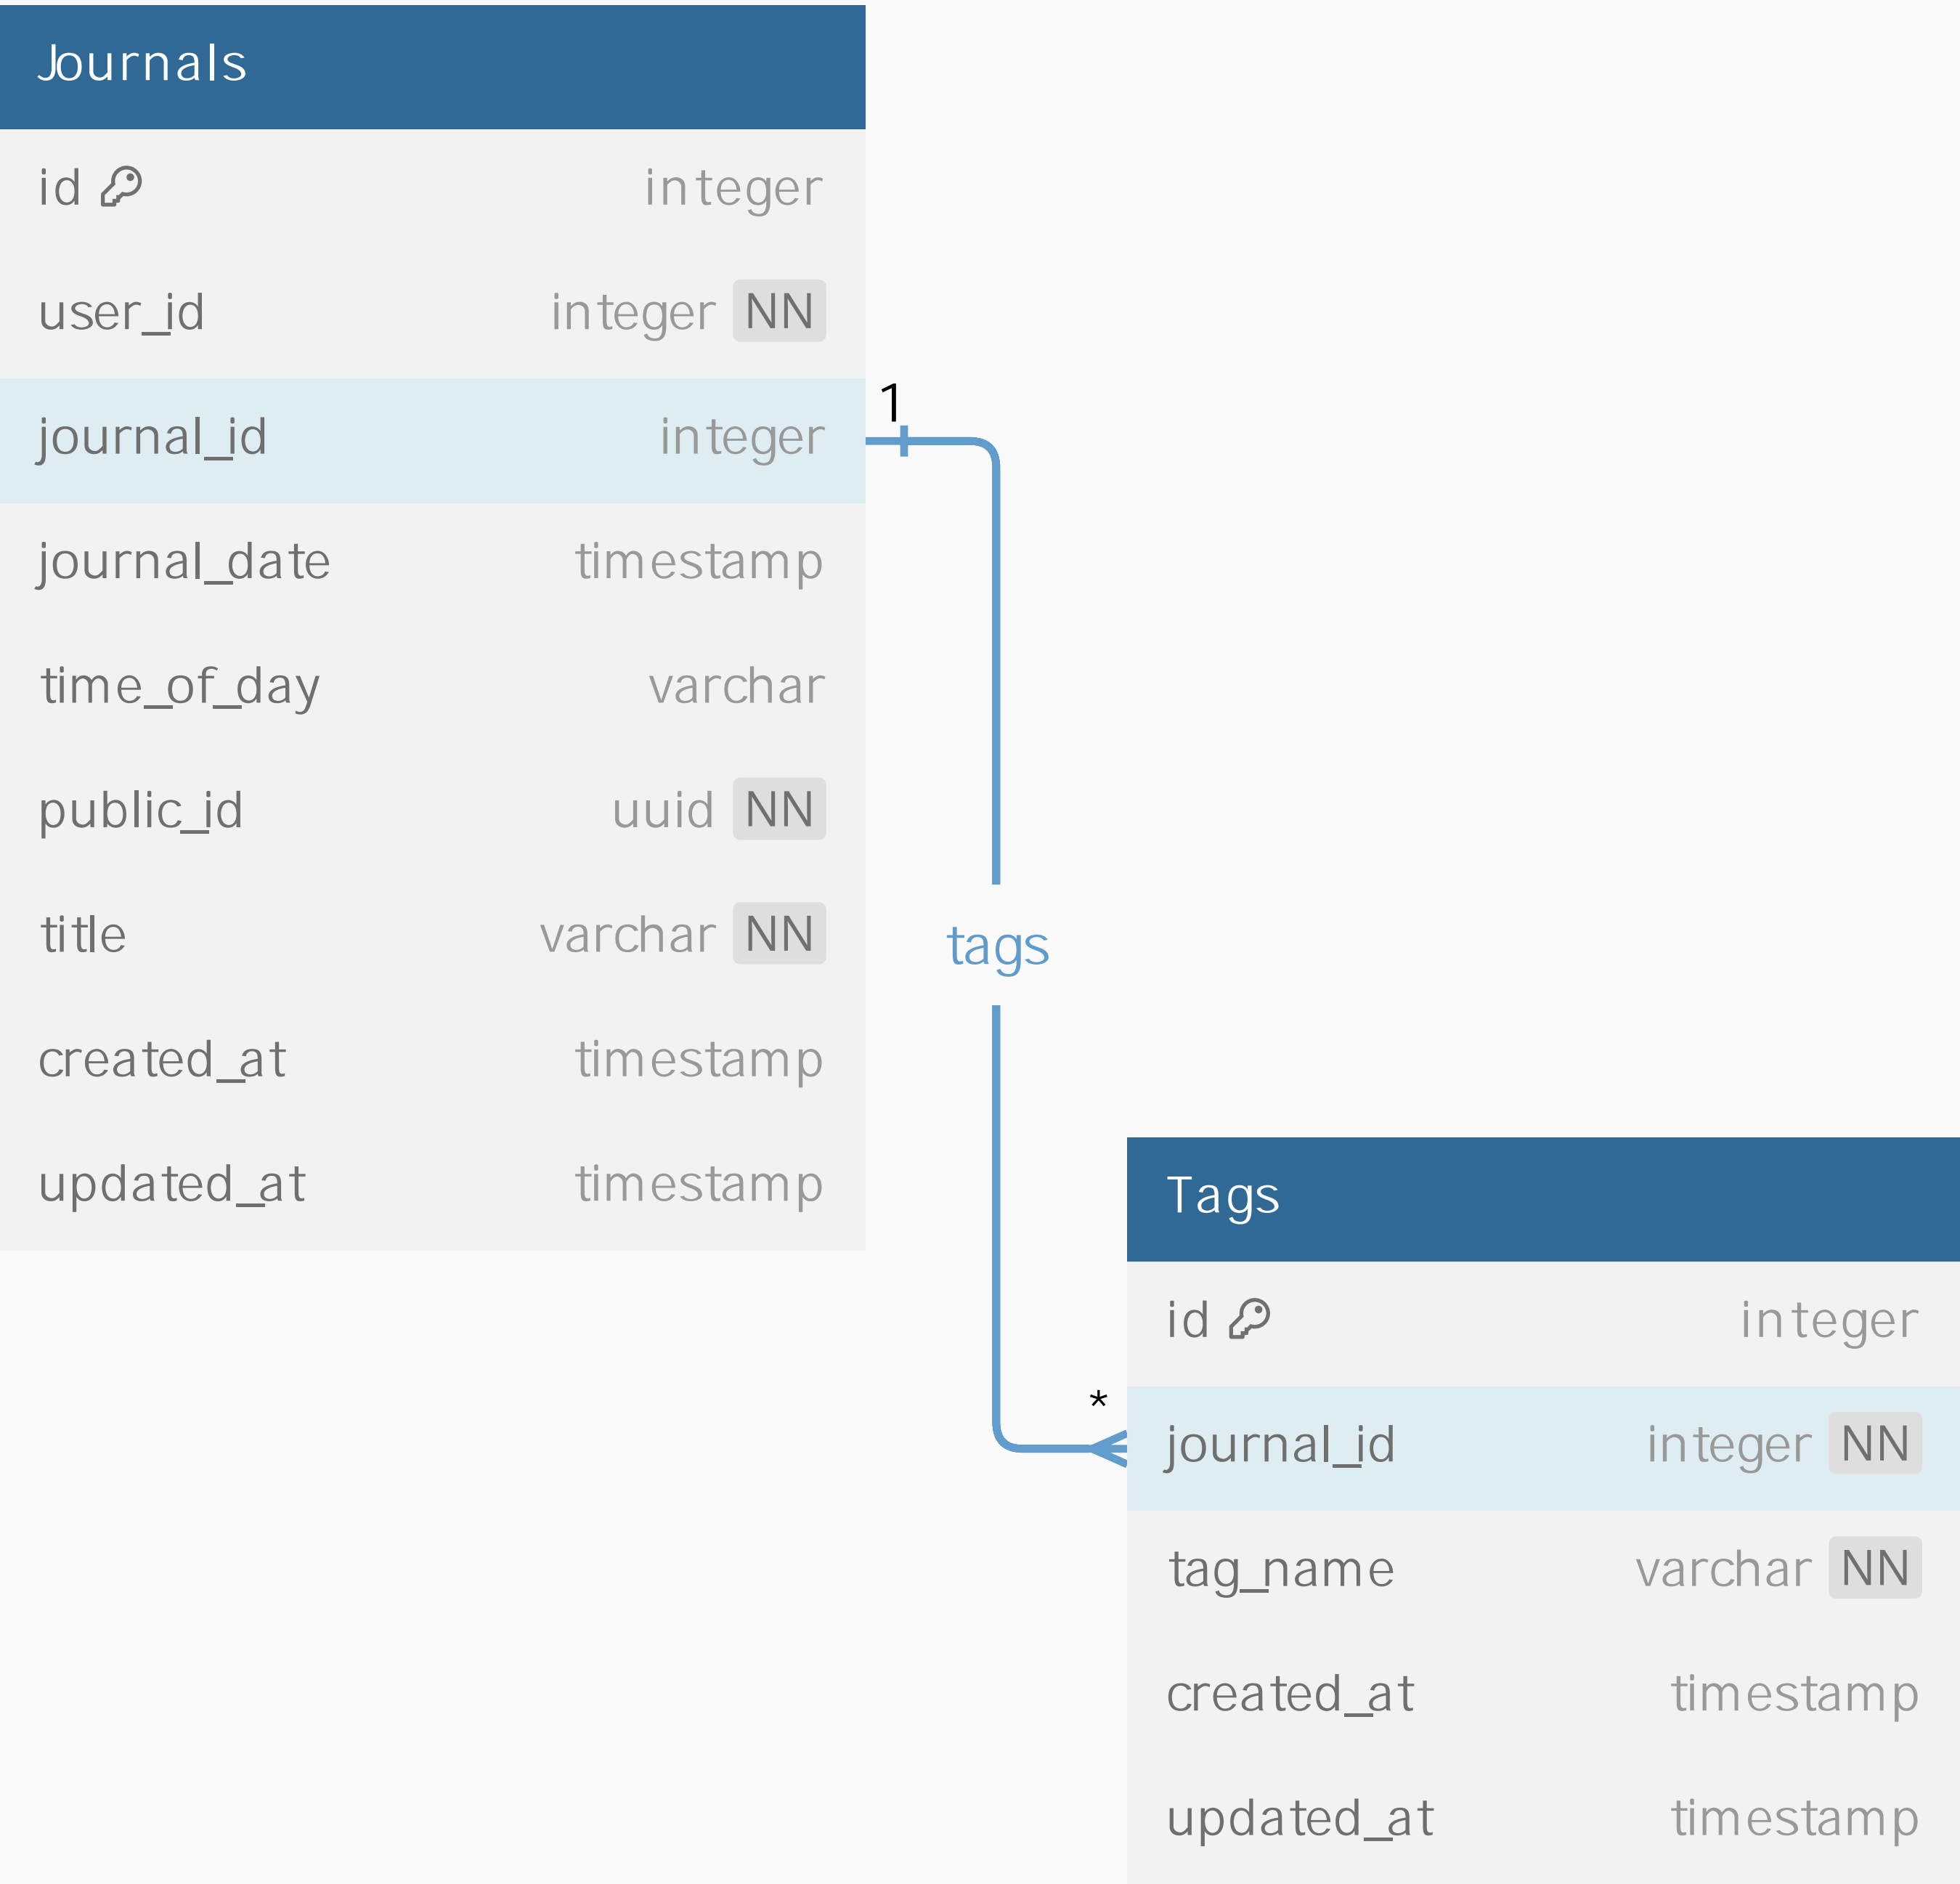 Journals
id integer
user_id integer NN
journal_id integer
1
journal_date timestamp
time_of_day varchar
public_id uuid NN
title varchar NN
tags
created_at timestamp
updated_at timestamp
Tags
id integer
*
journal_id integer NN
tag_name varchar NN
created_at timestamp
updated_at timestamp